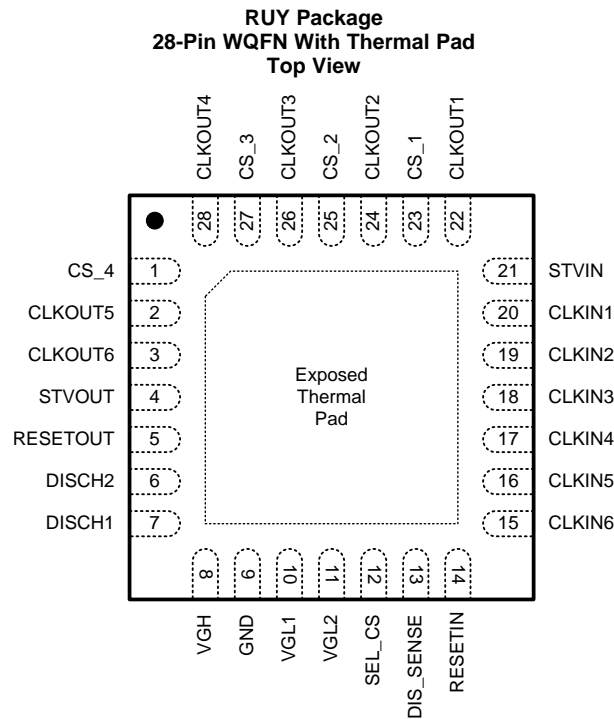 RUY Package
28-Pin WQFN With Thermal Pad
Top View
CLKOUT4
CS_3
CLKOUT3
CS_2
CLKOUT2
CS_1
CLKOUT1
28
27
26
25
24
23
22
CS_4 1
CLKOUT5 2
CLKOUT6 3
STVOUT 4
RESETOUT 5
DISCH2 6
DISCH1 7
Exposed
Thermal
Pad
21 STVIN
20 CLKIN1
19 CLKIN2
18 CLKIN3
17 CLKIN4
16 CLKIN5
15 CLKIN6
8
9
10
11
12
13
14
VGH
GND
VGL1
VGL2
SEL_CS
DIS_SENSE
RESETIN